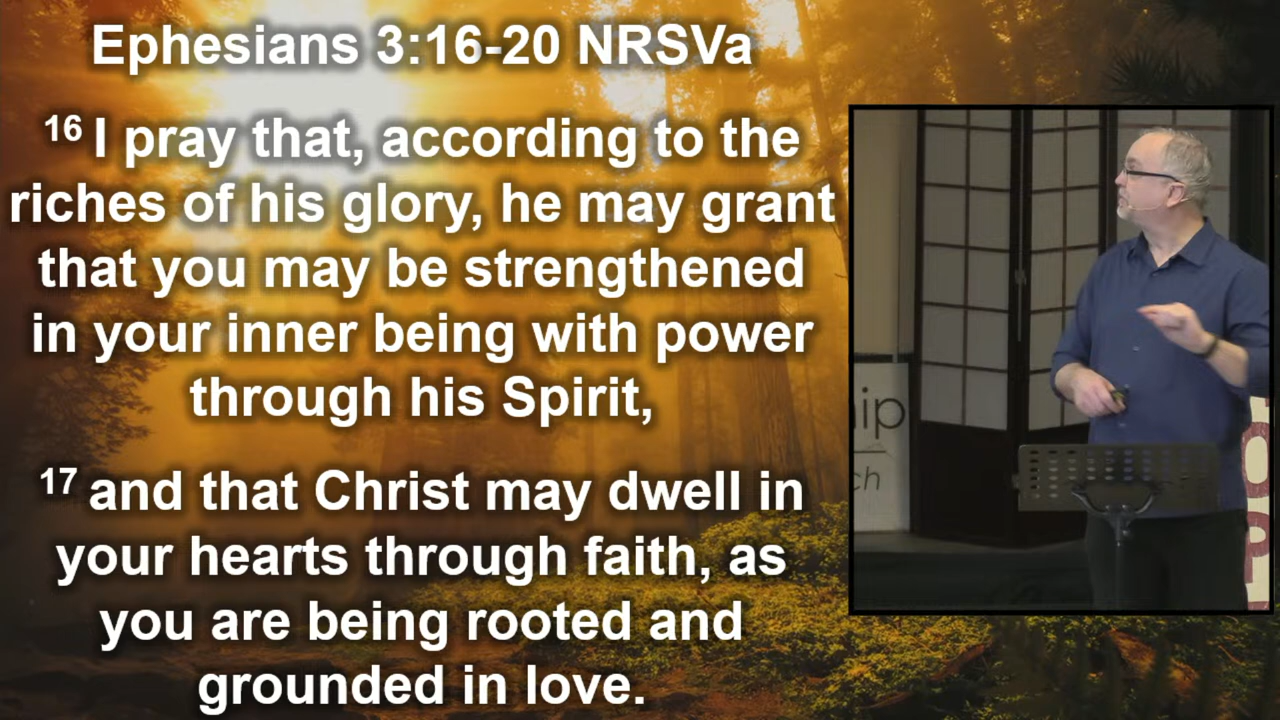 Ephesians 3:16-20 NRSVa
16 I pray that, according to the
riches of his glory, he may grant
that you may be strengthened
in your inner being with power
through his Spirit,
17 and that Christ may dwell in
your hearts through faith, as
you are being rooted and
grounded in love.
ip
ch